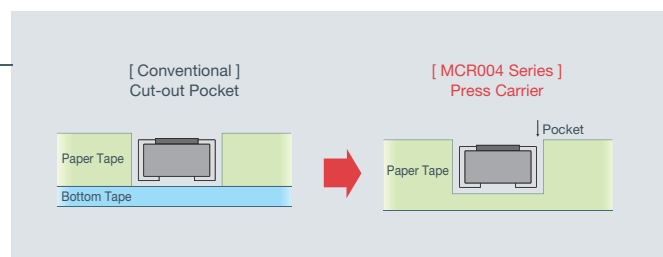 [ Conventional ]
Cut-out Pocket
[ MCR004 Series ]
Press Carrier
Pocket
Paper Tape
Paper Tape
Bottom Tape